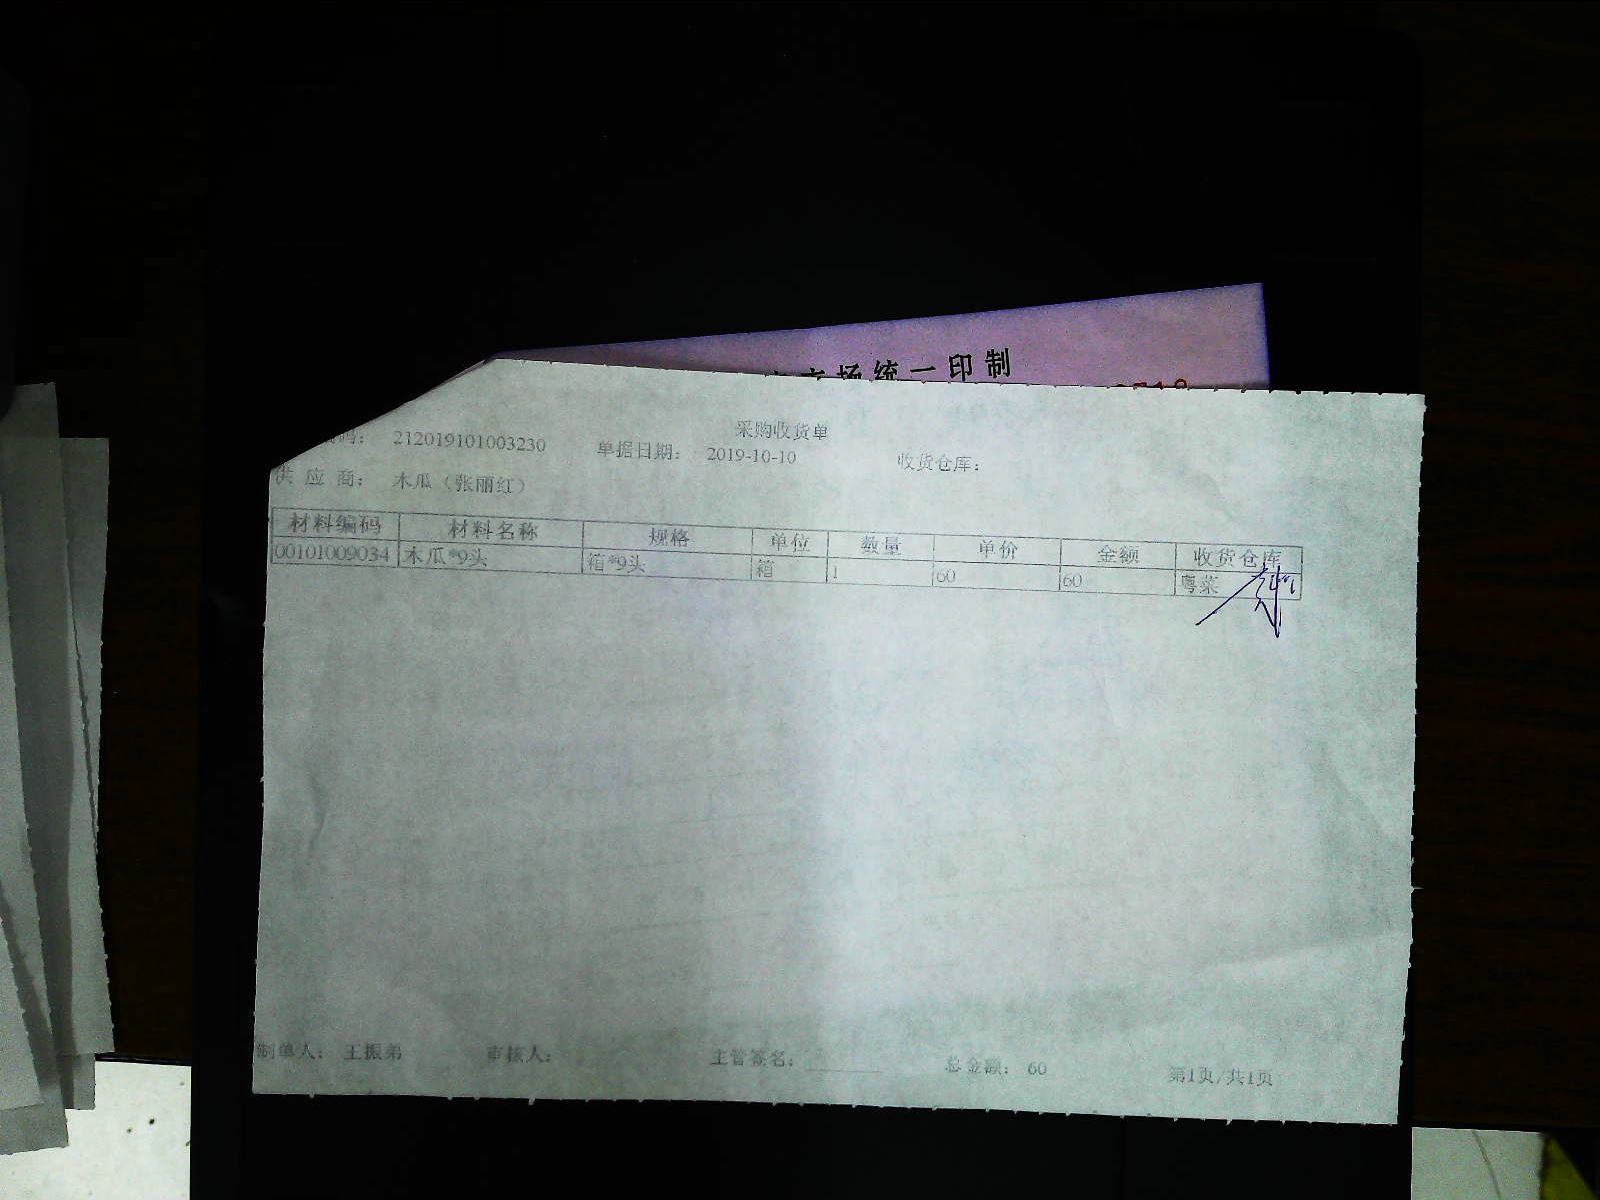 市场统一印制
采购收货单
码： 212019101003230 单据日期： 2019-10-10 收货仓库：
供应商： 木瓜（张丽红）
材料编码 材料名称 规格 单位 数量 单价 金额 收货仓库
00101009034 木瓜*9头 箱*9头 箱 1 60 60 粤菜
制单人： 王振弟 审核人： 主管签名： 总金额： 60 第1页/共1页